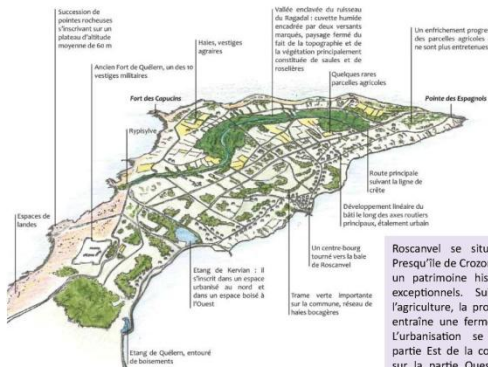 Succession de
pointes rocheuses
s'inscrivant sur un
plateau d'altitude
moyenne de 60 m
Ancien Fort de Quélern, un des 10
vestiges militaires
Haies, vestiges
agraires
Vallée enclavée du ruisseau
du Ragadal : cuvette humide
encadrée par deux versants
marqués, paysage fermé du
fait de la topographie et de
la végétation principalement
constituée de saules et de
roselières
Quelques rares
parcelles agricoles
Un enfrichement progre
des parcelles agricoles
ne sont plus entretenues
Fort des Capucins
Pointe des Espagnols
Rypisylve
Espaces de
landes
Route principale
suivant la ligne de
crête
Développement linéaire du
bâti le long des axes routiers
principaux, étalement urbain
Un centre-bourg
tourné vers la baie
de Roscanvel
Etang de Kervian : il
s'inscrit dans un espace
urbanisé au nord et
dans un espace boisé à
l'Ouest
Trame verte importante
sur la commune, réseau de
haies bocagères
Etang de Quélern, entouré
de boisements
Roscanvel se situ
Presqu'île de Crozon
un patrimoine his
exceptionnels. Su
l'agriculture, la pro
entraîne une ferme
L'urbanisation se
partie Est de la co
sur la partie Oues